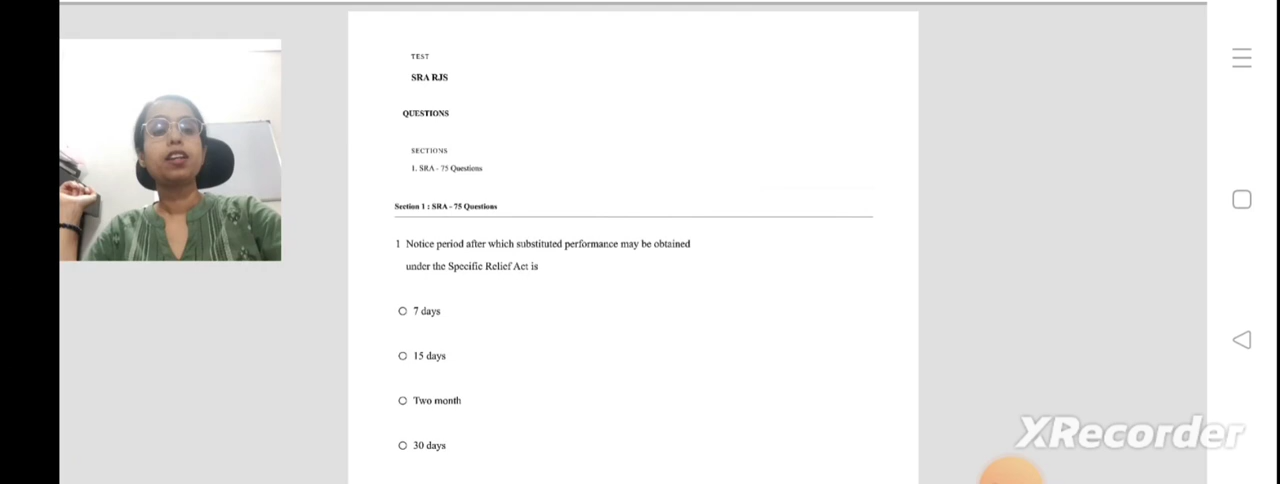 TEST
SRA RJS
QUESTIONS
SECTIONS
1. SRA - 75 Questions
Section 1 : SRA - 75 Questions
1 Notice period after which substituted performance may be obtained
under the Specific Relief Act is
7 days
15 days
Two month
30 days
XRecorder